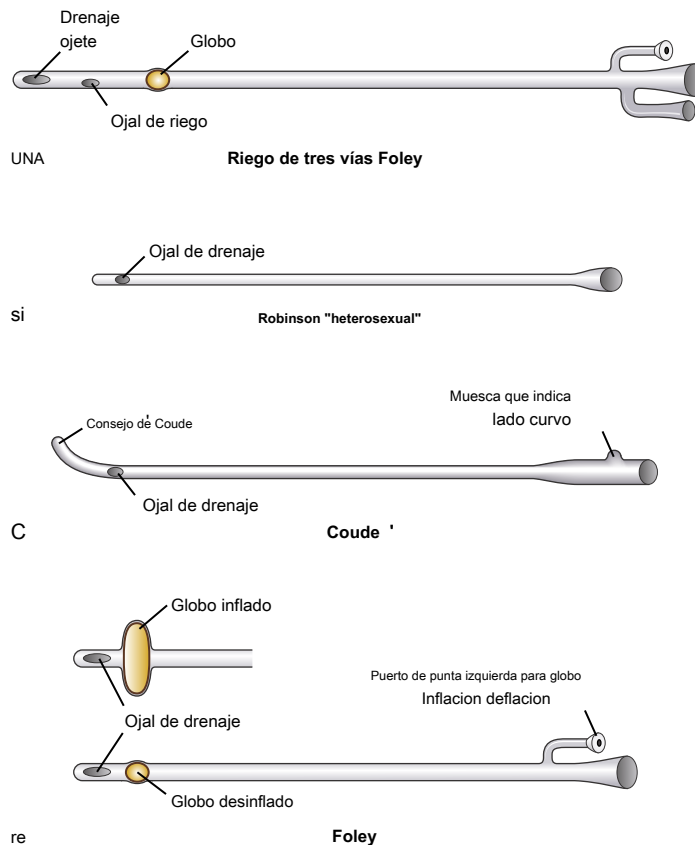 Drenaje
ojete
Globo
Ojal de riego
UNA
Riego de tres vías Foley
Ojal de drenaje
si
Robinson "heterosexual"
Muesca que indica
lado curvo
Consejo de' Coude
Ojal de drenaje
C
Coude '
Globo inflado
Puerto de punta izquierda para globo
Inflacion deflacion
Ojal de drenaje
Globo desinflado
re
Foley